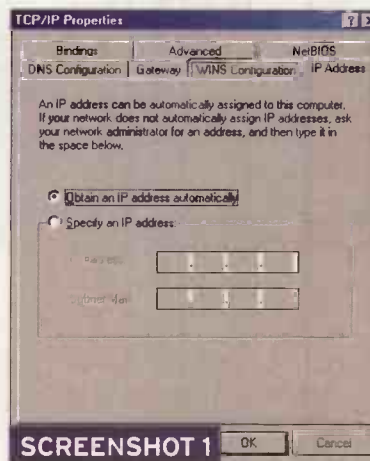 TCP/IP Properties
Bindings Advanced NetBIOS
DNS Configuration Gateway WINS Configuration IP Address
An IP address can be automatically assigned to this computer.
If your network does not automatically assign IP addresses, ask
your network administrator for an address, and then type it in
the space below.
Obtain an IP address automatically
Specify an IP address:
OK Cancel
SCREENSHOT 1